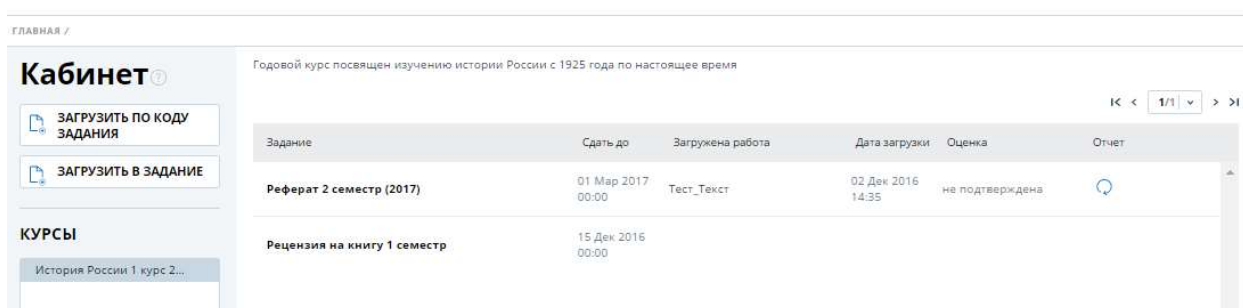 ГЛАВНАЯ /
Кабинет
Годовой курс посвящен изучению истории России с 1925 года по настоящее время
ЗАГРУЗИТЬ ПО КОДУ
ЗАДАНИЯ
1/1
ЗАГРУЗИТЬ В ЗАДАНИЕ
Задание Сдать до Загружена работа Дата загрузки Оценка Отчет
Реферат 2 семестр (2017) 01 Мар 2017 Тест_Текст 02 Дек 2016 не подтверждена
00:00 14:35
КУРСЫ
Рецензия на книгу 1 семестр 15 Дек 2016
00:00
История России 1 курс 2...